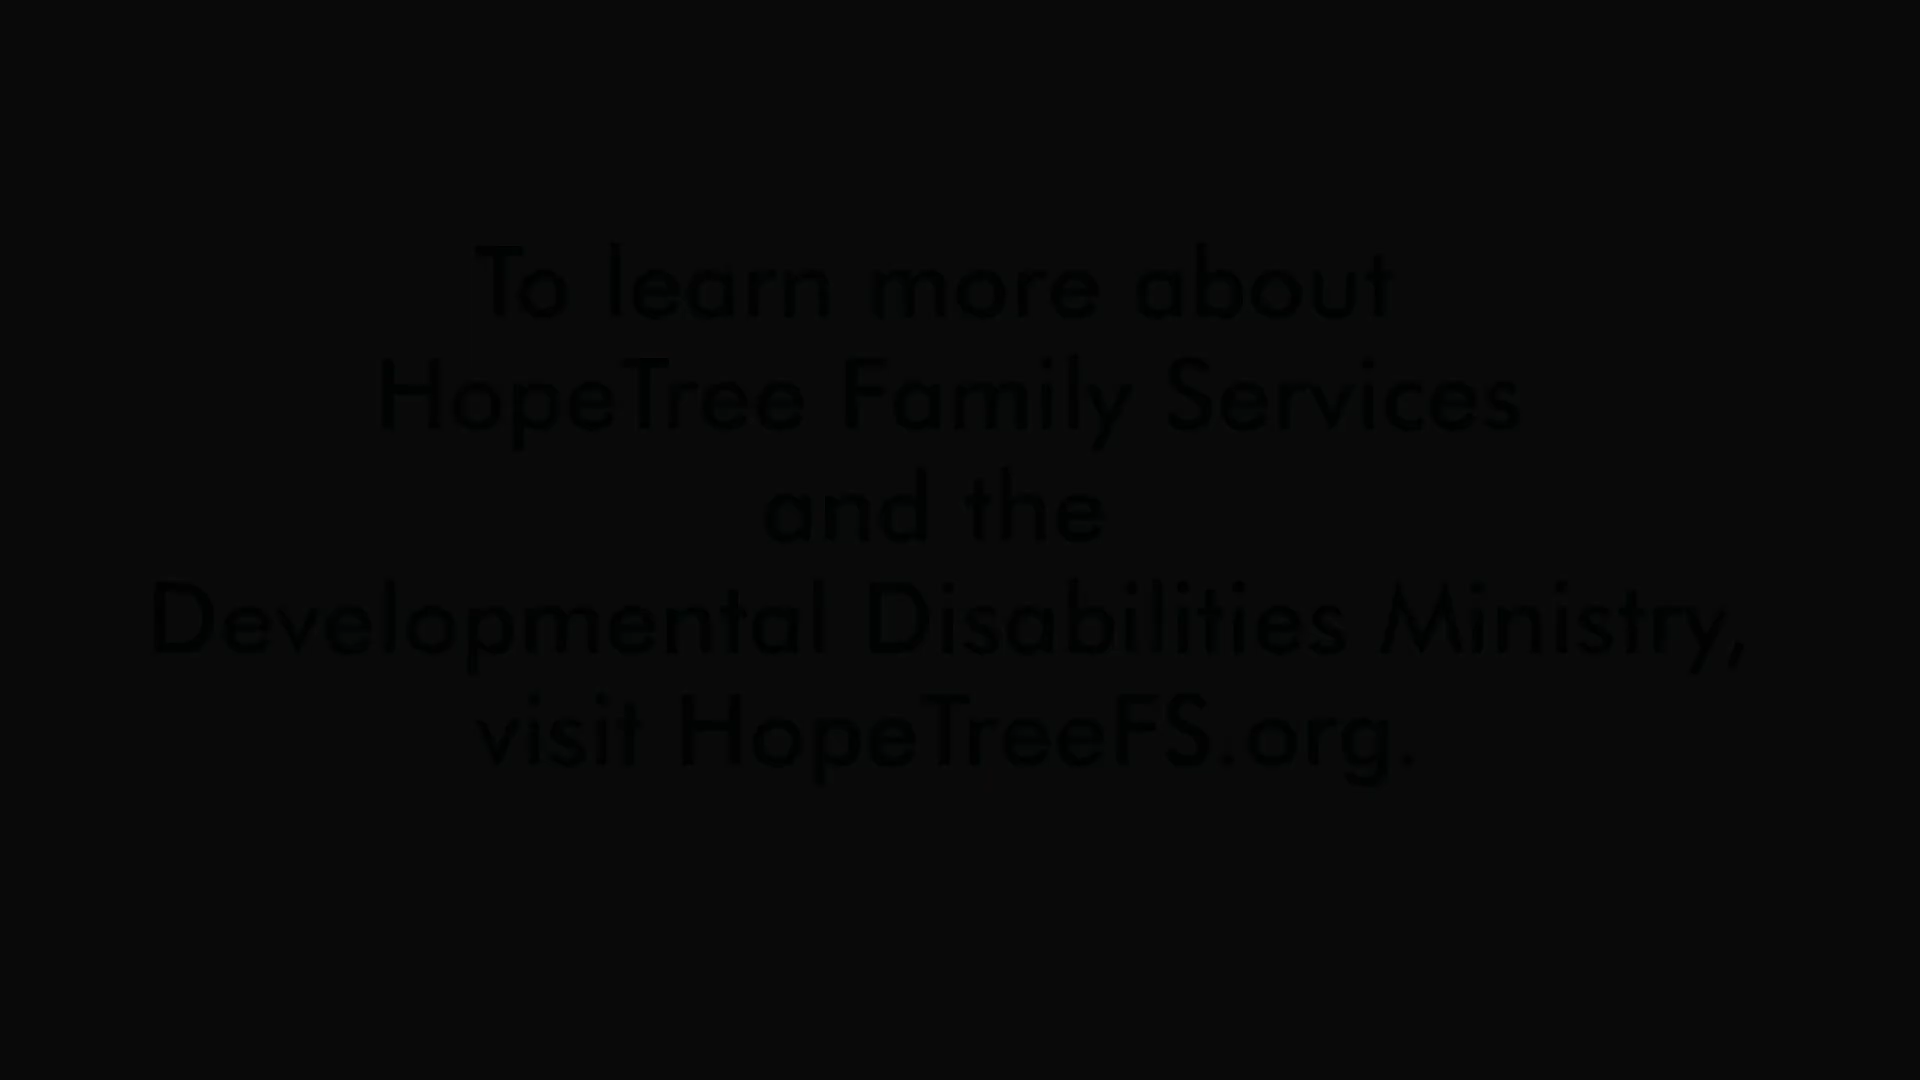 To learn more about
HopeTree Family Services
and the
Developmental Disabilities Ministry,
visit HopeTreeFS.org.